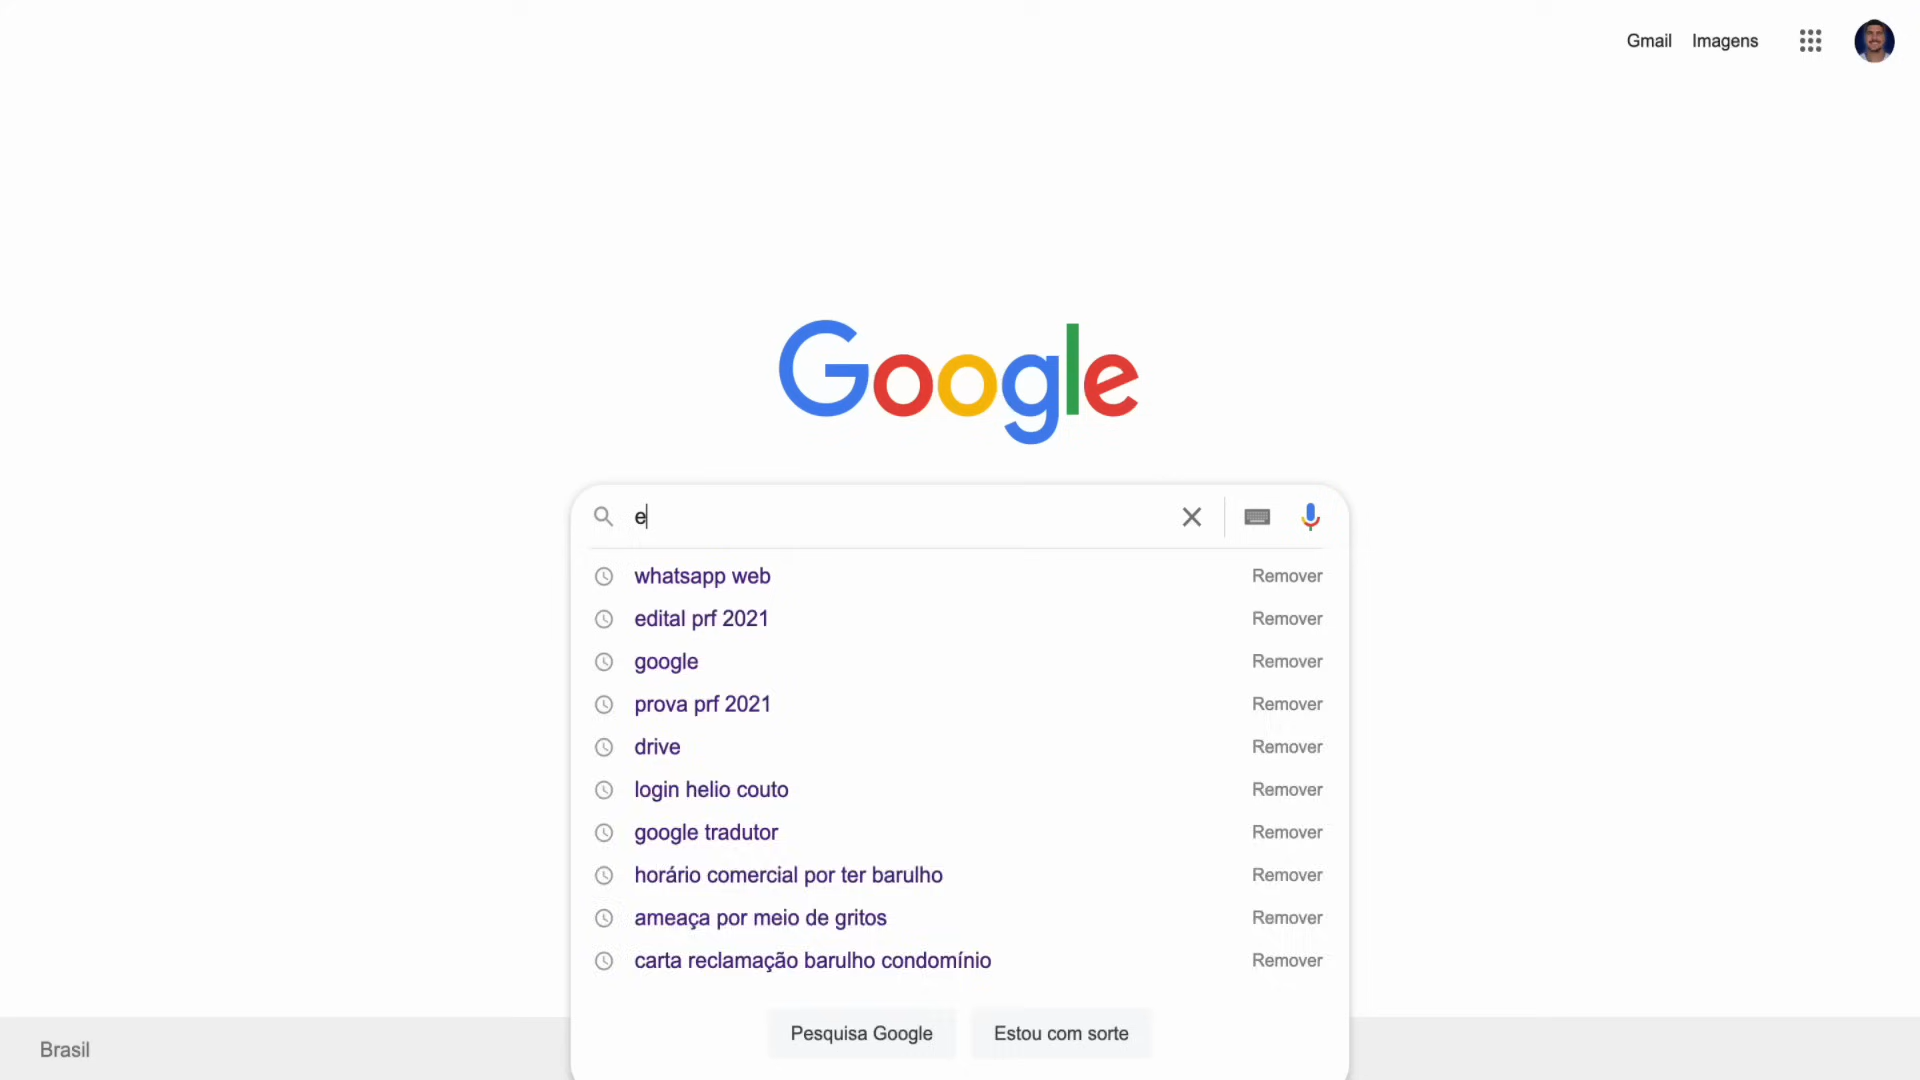 Gmail Imagens
Google
e
whatsapp web Remover
edital prf 2021 Remover
google Remover
prova prf 2021 Remover
drive Remover
login helio couto Remover
google tradutor Remover
horário comercial por ter barulho Remover
ameaça por meio de gritos Remover
carta reclamação barulho condomínio Remover
Pesquisa Google Estou com sorte
Brasil